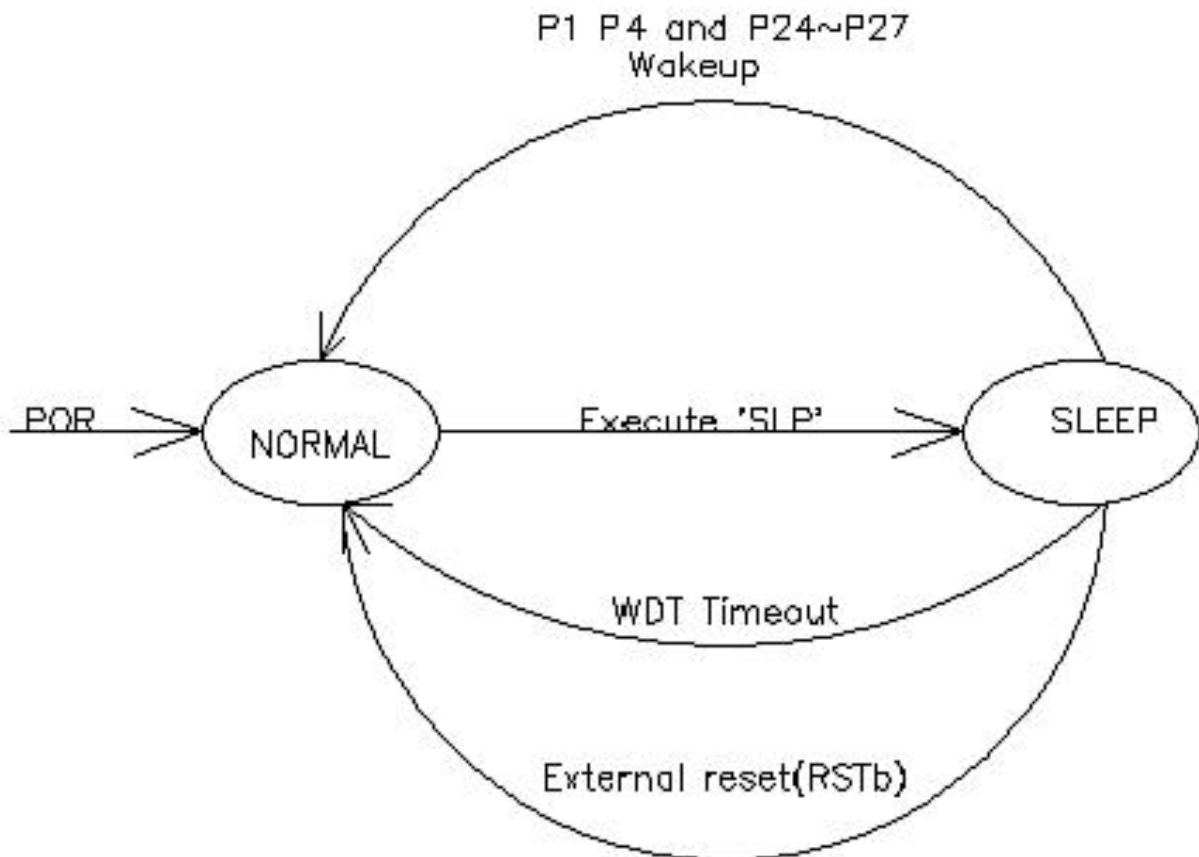 P1 P4 and P24~P27
Wakeup
POR
NORMAL
Execute 'SLP'
SLEEP
WDT Timeout
External reset(RSTb)